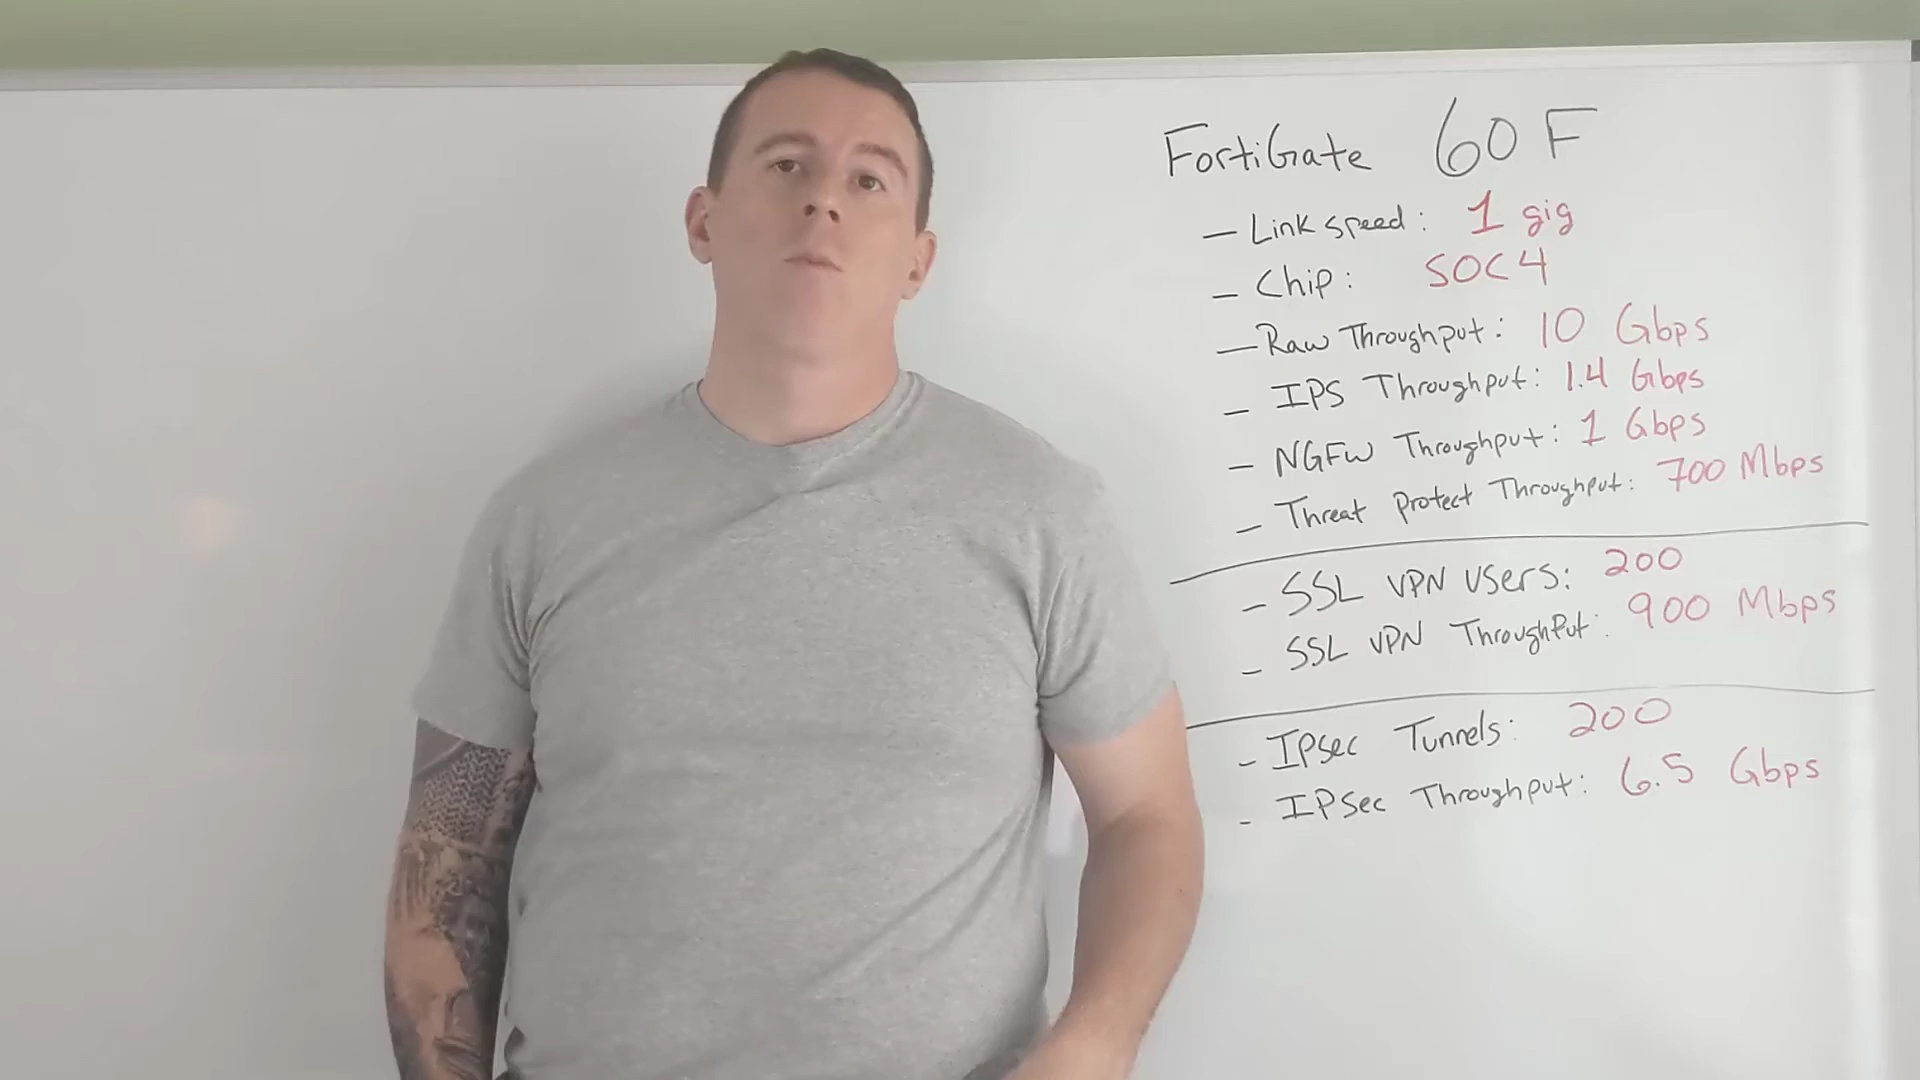 FortiGate 60F
- Link speed: 1 gig
- Chip: SOC4
- Raw Throughput: 10 Gbps
- IPS Throughput: 1.4 Gbps
- NGFW Throughput: 1 Gbps
- Threat Protect Throughput: 700 Mbps
- SSL VPN Users: 200
- SSL VPN Throughput: 900 Mbps
- IPsec Tunnels: 200
- IPSec Throughput: 6.5 Gbps